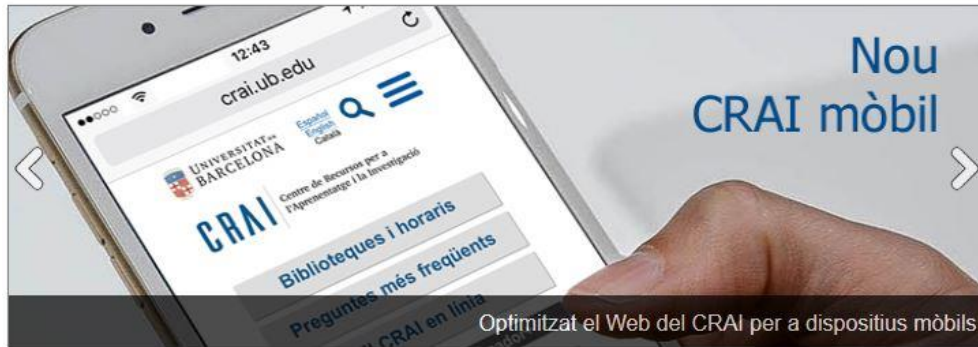 12:43
crai.ub.edu
UNIVERSITAT DE
BARCELONA
Español
English
Català
CRAI
Centre de Recursos per a
l'Aprenentatge i la Investigació
Biblioteques i horaris
Preguntes més freqüents
CRAI en línia
Nou
CRAI mòbil
Optimitzat el Web del CRAI per a dispositius mòbils